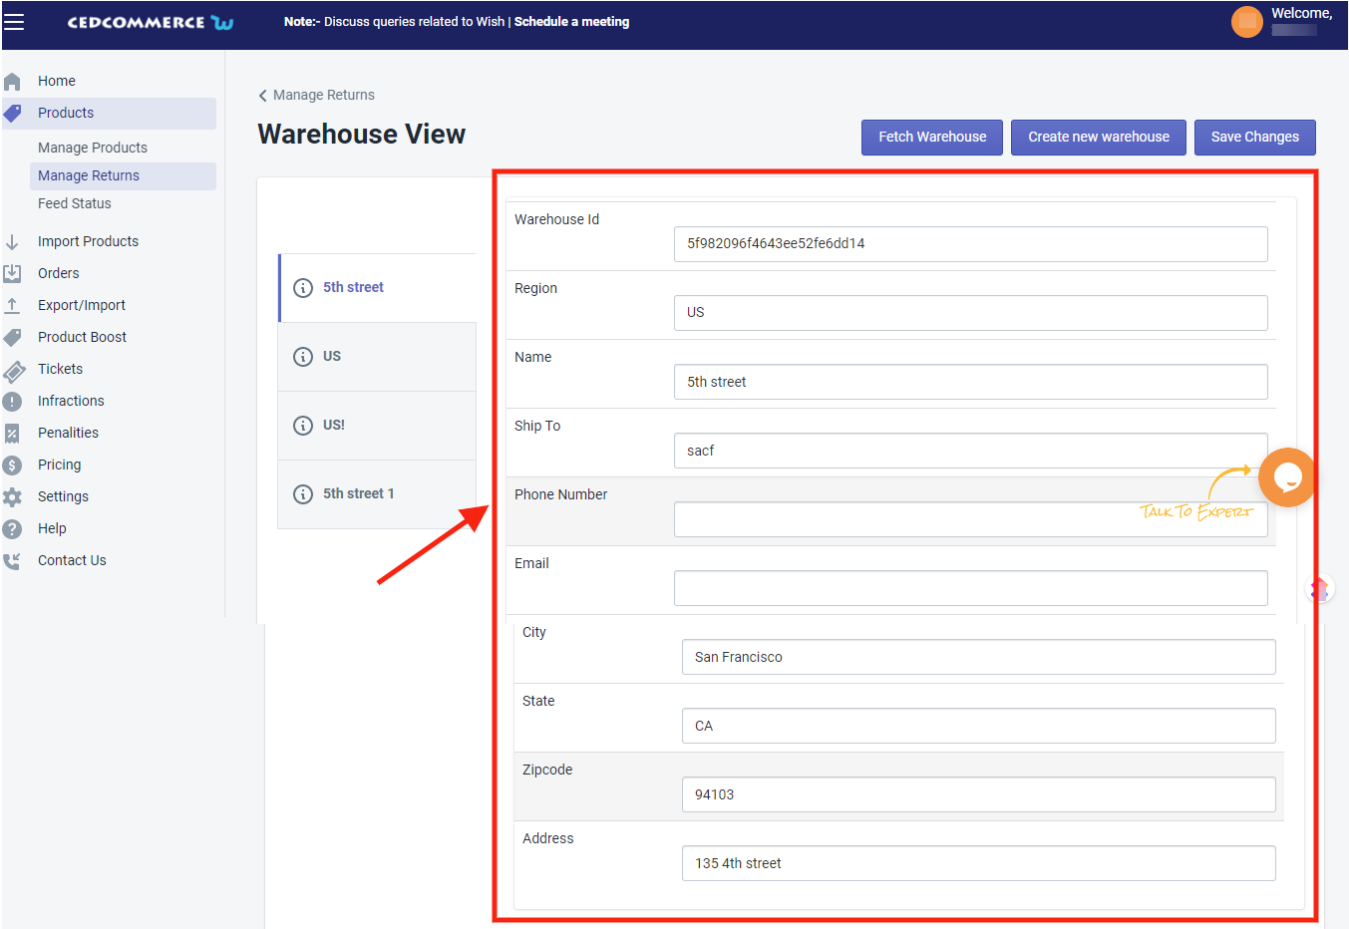 CEDCOMMERCE
Note:- Discuss queries related to Wish | Schedule a meeting
Welcome,
Home
Products
Manage Products
Manage Returns
Feed Status
Import Products
Orders
Export/Import
Product Boost
Tickets
Infractions
Penalities
Pricing
Settings
Help
Contact Us
Manage Returns
Warehouse View
Fetch Warehouse
Create new warehouse
Save Changes
5th street
US
US!
5th street 1
Warehouse Id
5f982096f4643ee52fe6dd14
Region
US
Name
5th street
Ship To
sacf
Phone Number
Talk To Expert
Email
City
San Francisco
State
CA
Zipcode
94103
Address
135 4th street